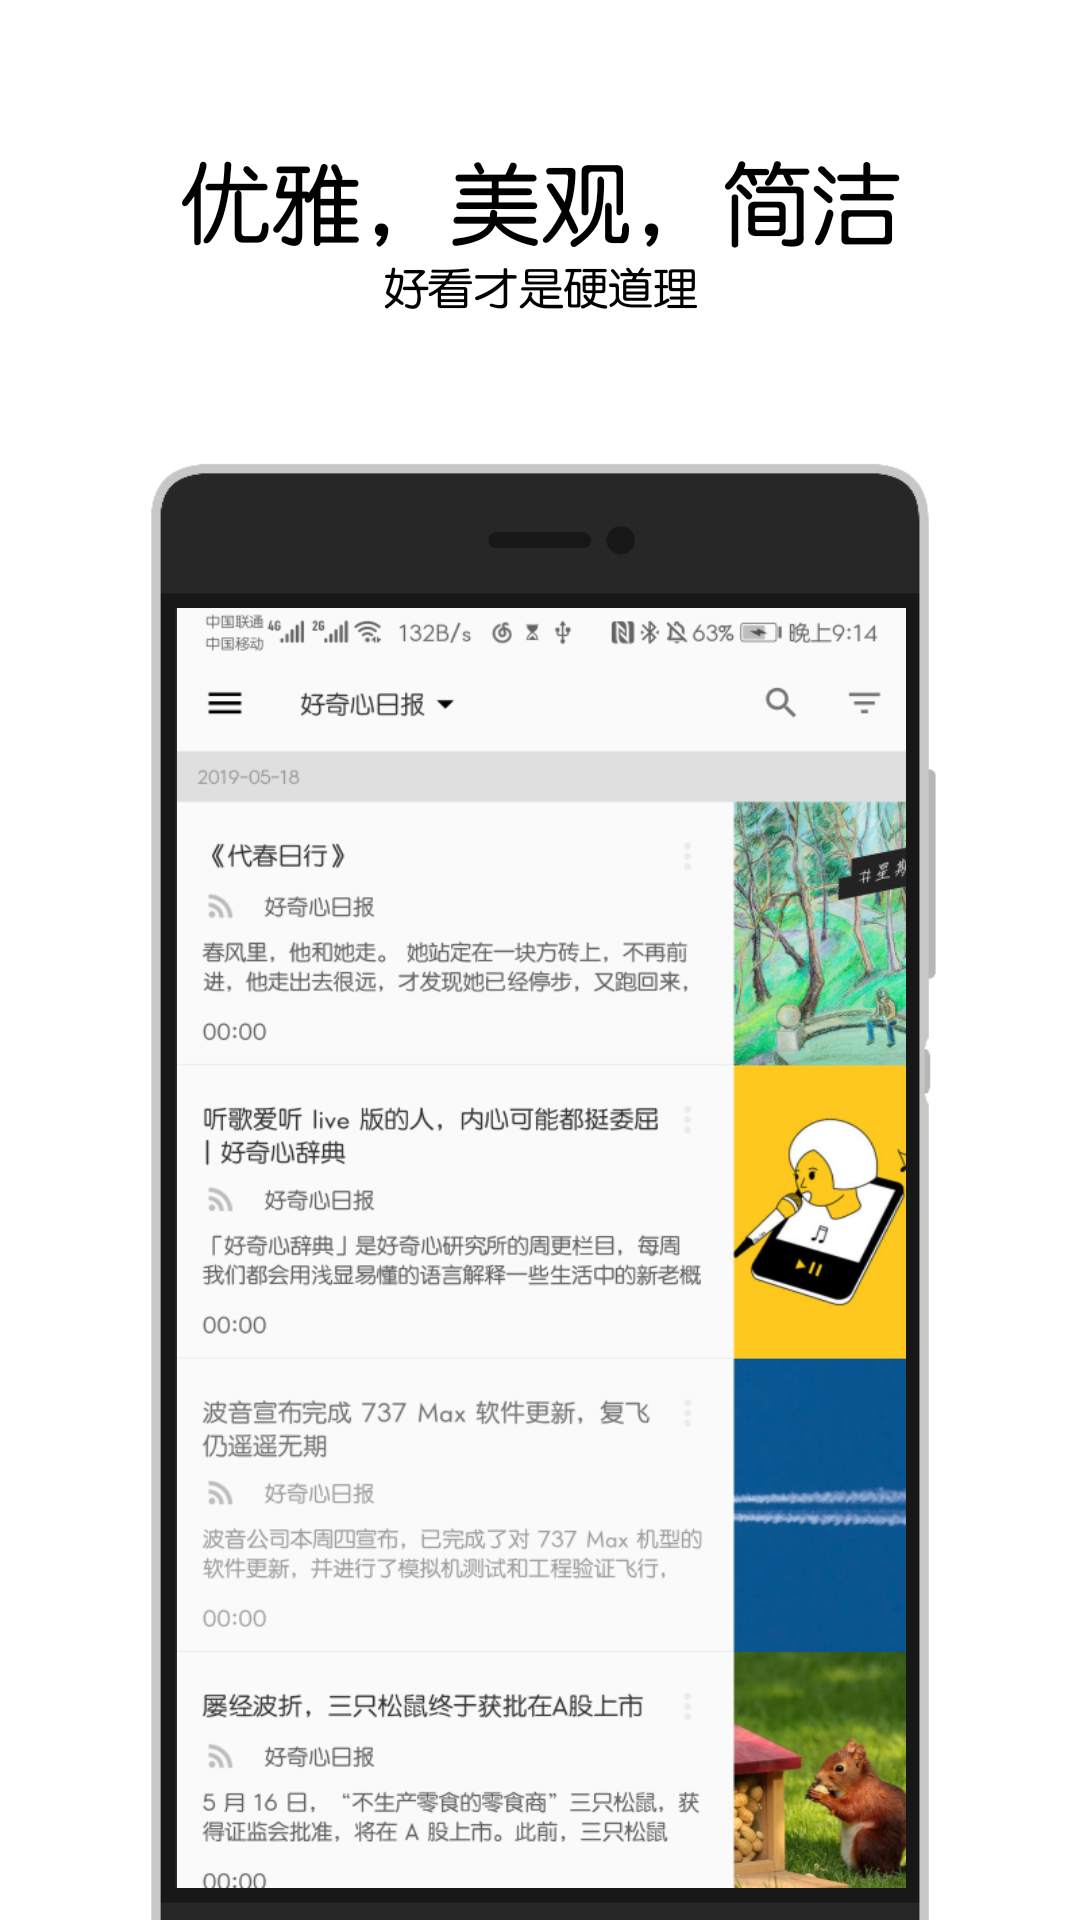 优雅，美观，简洁
好看才是硬道理
中国联通 4G 2G 132B/s 63% 晚上9:14
中国移动
好奇心日报
2019-05-18
《代春日行》
#星期
好奇心日报
春风里，他和她走。 她站定在一块方砖上，不再前
进，他走出去很远，才发现她已经停步，又跑回来，
00:00
听歌爱听 live 版的人，内心可能都挺委屈
| 好奇心辞典
好奇心日报
「好奇心辞典」是好奇心研究所的周更栏目，每周
我们都会用浅显易懂的语言解释一些生活中的新老概
00:00
波音宣布完成 737 Max 软件更新，复飞
仍遥遥无期
好奇心日报
波音公司本周四宣布，已完成了对 737 Max 机型的
软件更新，并进行了模拟机测试和工程验证飞行，
00:00
屡经波折，三只松鼠终于获批在A股上市
好奇心日报
5 月 16 日，“不生产零食的零食商”三只松鼠，获
得证监会批准，将在 A 股上市。此前，三只松鼠
00:00